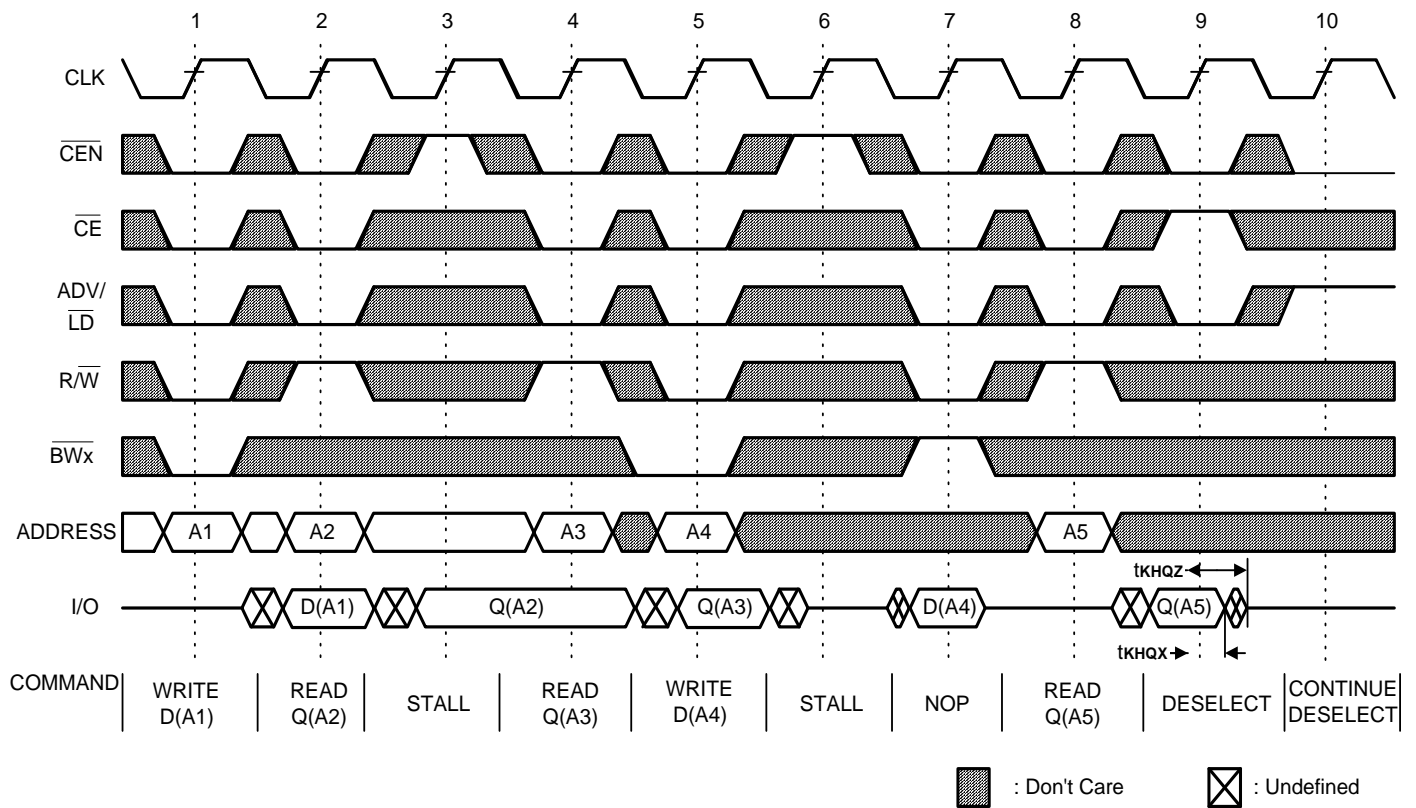 1 2 3 4 5 6 7 8 9 10
CLK
CEN
CE
ADV/
LD
R/W
BWx
ADDRESS A1 A2 A3 A4 A5
tKHQZ
I/O D(A1) Q(A2) Q(A3) D(A4) Q(A5)
tKHQX
COMMAND WRITE D(A1) READ Q(A2) STALL READ Q(A3) WRITE D(A4) STALL NOP READ Q(A5) DESELECT CONTINUE DESELECT
: Don't Care : Undefined